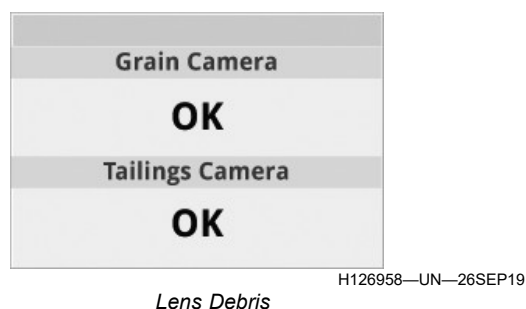 Grain Camera
OK
Tailings Camera
OK
H126958—UN—26SEP19
Lens Debris